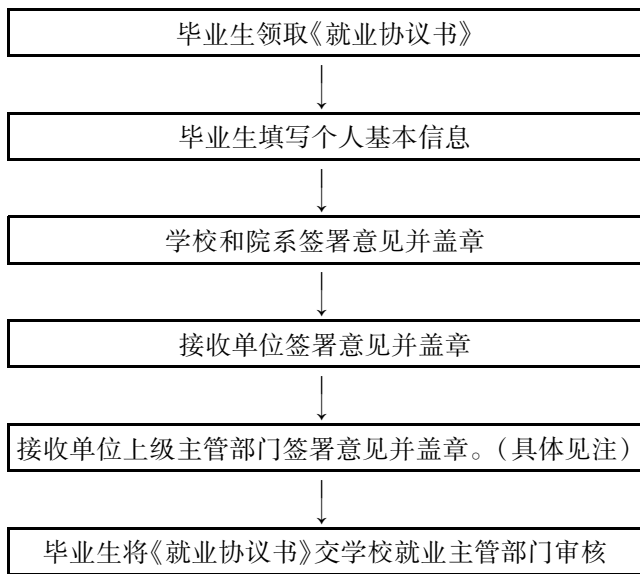 毕业生领取《就业协议书》
毕业生填写个人基本信息
学校和院系签署意见并盖章
接收单位签署意见并盖章
接收单位上级主管部门签署意见并盖章。(具体见注)
毕业生将《就业协议书》交学校就业主管部门审核